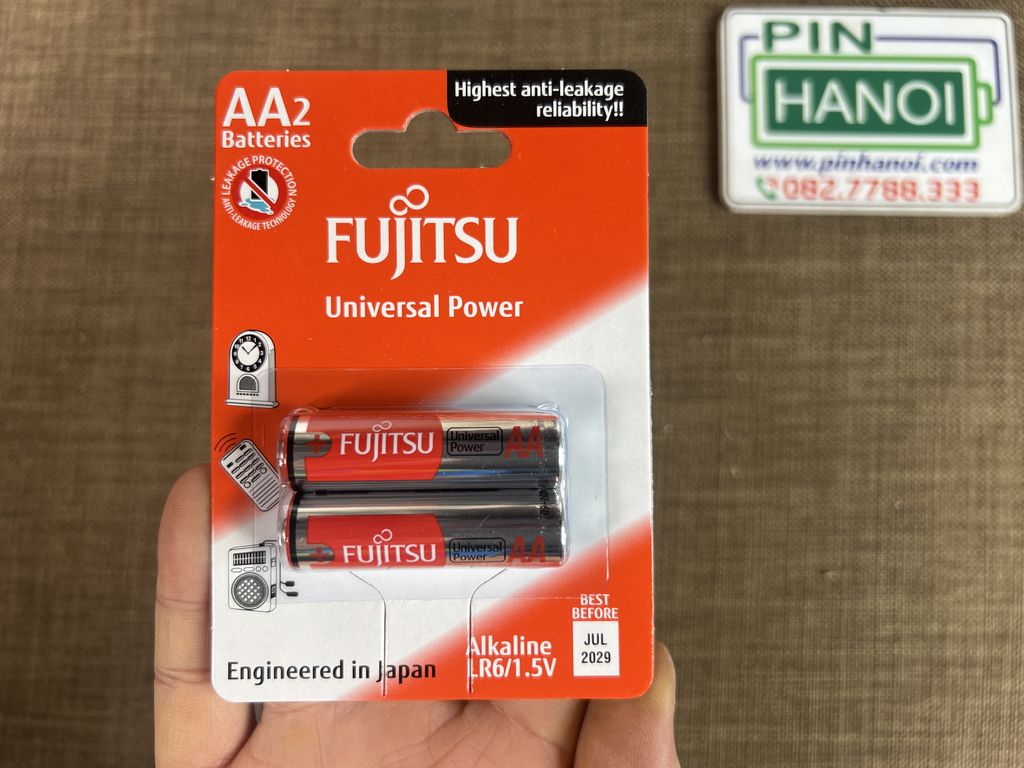 AA2
Batteries
Highest anti-leakage
reliability!!
LEAKAGE PROTECTION
ANTI-LEAKAGE TECHNOLOGY
FUJITSU
Universal Power
FUJITSU
Universal
Power
AA
FUJITSU
Universal
Power
AA
BEST
BEFORE
JUL
2029
Engineered in Japan
Alkaline
LR6/1.5V
PIN
HANOI
www.pinhanoi.com
082.7788.333